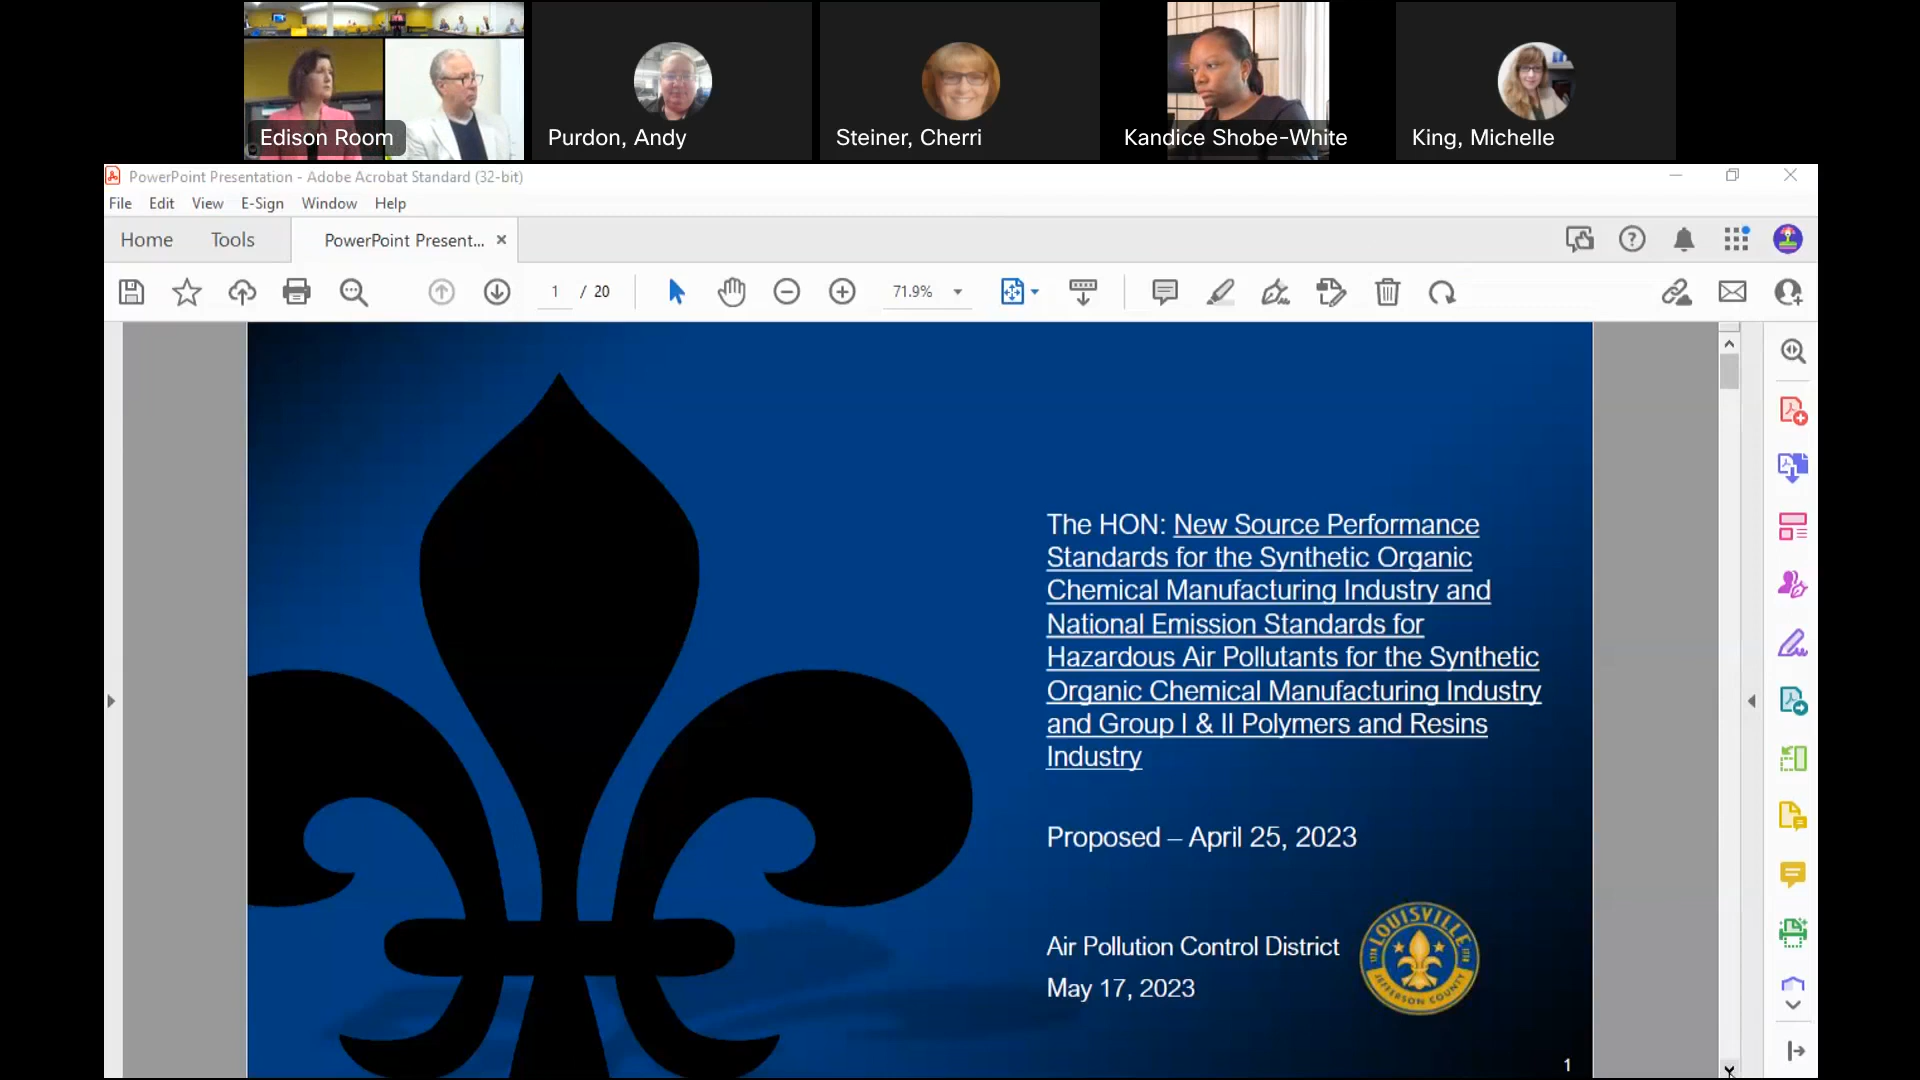 Edison Room
Purdon, Andy
Steiner, Cherri
Kandice Shobe-White
King, Michelle
PowerPoint Presentation - Adobe Acrobat Standard (32-bit)
File Edit View E-Sign Window Help
Home Tools PowerPoint Present...
1 / 20 71.9%
The HON: New Source Performance
Standards for the Synthetic Organic
Chemical Manufacturing Industry and
National Emission Standards for
Hazardous Air Pollutants for the Synthetic
Organic Chemical Manufacturing Industry
and Group I & II Polymers and Resins
Industry
Proposed – April 25, 2023
Air Pollution Control District
May 17, 2023
LOUISVILLE
JEFFERSON COUNTY
1